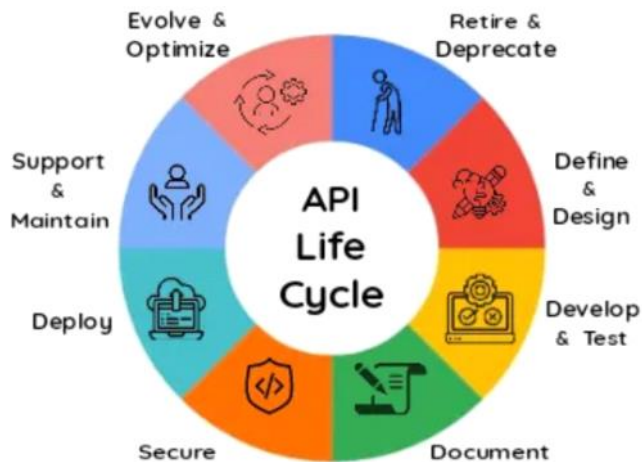 Evolve &
Optimize
Retire &
Deprecate
Support
&
Maintain
API
Life
Cycle
Define
&
Design
Deploy
Develop
& Test
Secure
Document